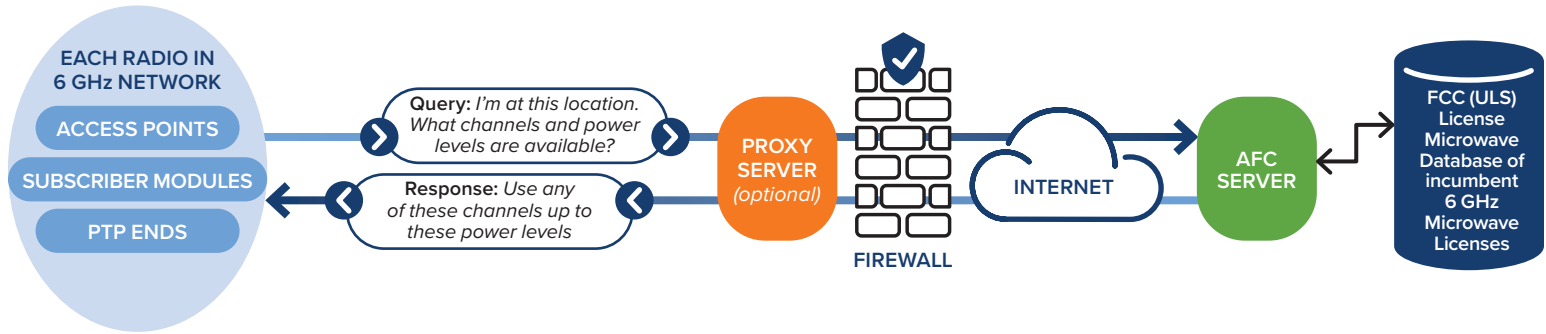 EACH RADIO IN
6 GHz NETWORK
ACCESS POINTS
SUBSCRIBER MODULES
PTP ENDS
Query: I’m at this location.
What channels and power
levels are available?
Response: Use any
of these channels up to
these power levels
PROXY
SERVER
(optional)
FIREWALL
INTERNET
AFC
SERVER
FCC (ULS)
License
Microwave
Database of
incumbent
6 GHz
Microwave
Licenses